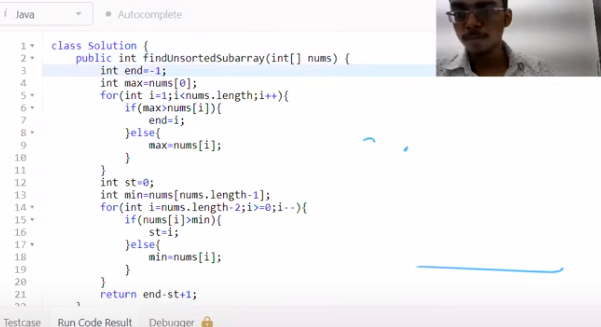 i Java Autocomplete
1 class Solution {
2 public int findUnsortedSubarray(int[] nums) {
3 int end=-1;
4 int max=nums[0];
5 for(int i=1;i<nums.length;i++){
6 if(max>nums[i]){
7 end=i;
8 }else{
9 max=nums[i];
10 }
11 }
12 int st=0;
13 int min=nums[nums.length-1];
14 for(int i=nums.length-2;i>=0;i--){
15 if(nums[i]>min){
16 st=i;
17 }else{
18 min=nums[i];
19 }
20 }
21 return end-st+1;
}
Testcase Run Code Result Debugger